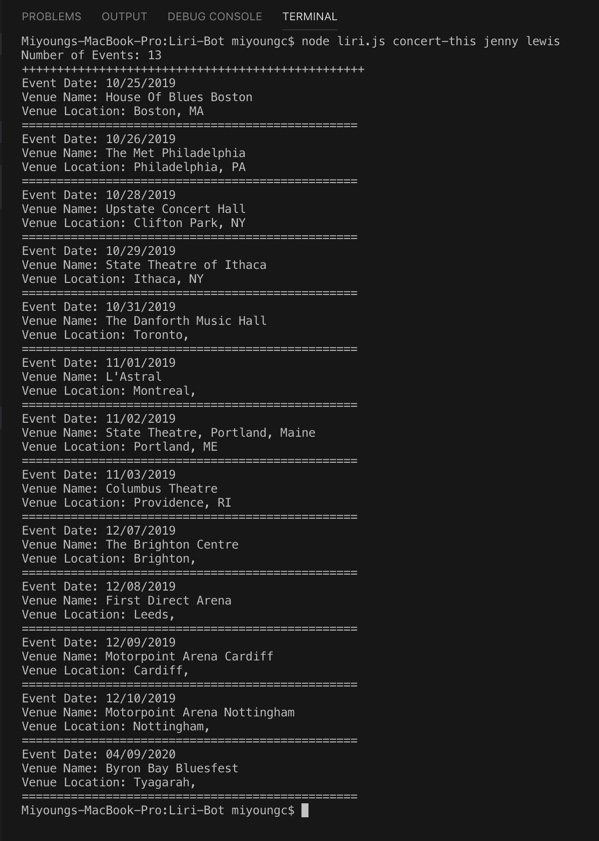 PROBLEMS OUTPUT DEBUG CONSOLE TERMINAL
Miyoungs-MacBook-Pro:Liri-Bot miyoungc$ node liri.js concert-this jenny lewis
Number of Events: 13
+++++++++++++++++++++++++++++++++++++++++++++++++
Event Date: 10/25/2019
Venue Name: House Of Blues Boston
Venue Location: Boston, MA
================================================
Event Date: 10/26/2019
Venue Name: The Met Philadelphia
Venue Location: Philadelphia, PA
================================================
Event Date: 10/28/2019
Venue Name: Upstate Concert Hall
Venue Location: Clifton Park, NY
================================================
Event Date: 10/29/2019
Venue Name: State Theatre of Ithaca
Venue Location: Ithaca, NY
================================================
Event Date: 10/31/2019
Venue Name: The Danforth Music Hall
Venue Location: Toronto,
================================================
Event Date: 11/01/2019
Venue Name: L'Astral
Venue Location: Montreal,
================================================
Event Date: 11/02/2019
Venue Name: State Theatre, Portland, Maine
Venue Location: Portland, ME
================================================
Event Date: 11/03/2019
Venue Name: Columbus Theatre
Venue Location: Providence, RI
================================================
Event Date: 12/07/2019
Venue Name: The Brighton Centre
Venue Location: Brighton,
================================================
Event Date: 12/08/2019
Venue Name: First Direct Arena
Venue Location: Leeds,
================================================
Event Date: 12/09/2019
Venue Name: Motorpoint Arena Cardiff
Venue Location: Cardiff,
================================================
Event Date: 12/10/2019
Venue Name: Motorpoint Arena Nottingham
Venue Location: Nottingham,
================================================
Event Date: 04/09/2020
Venue Name: Byron Bay Bluesfest
Venue Location: Tyagarah,
================================================
Miyoungs-MacBook-Pro:Liri-Bot miyoungc$